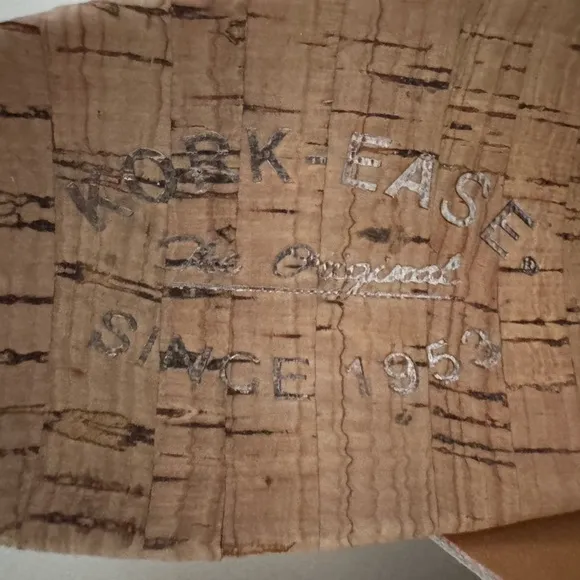 KORK-EASE®
The Original
SINCE 1953